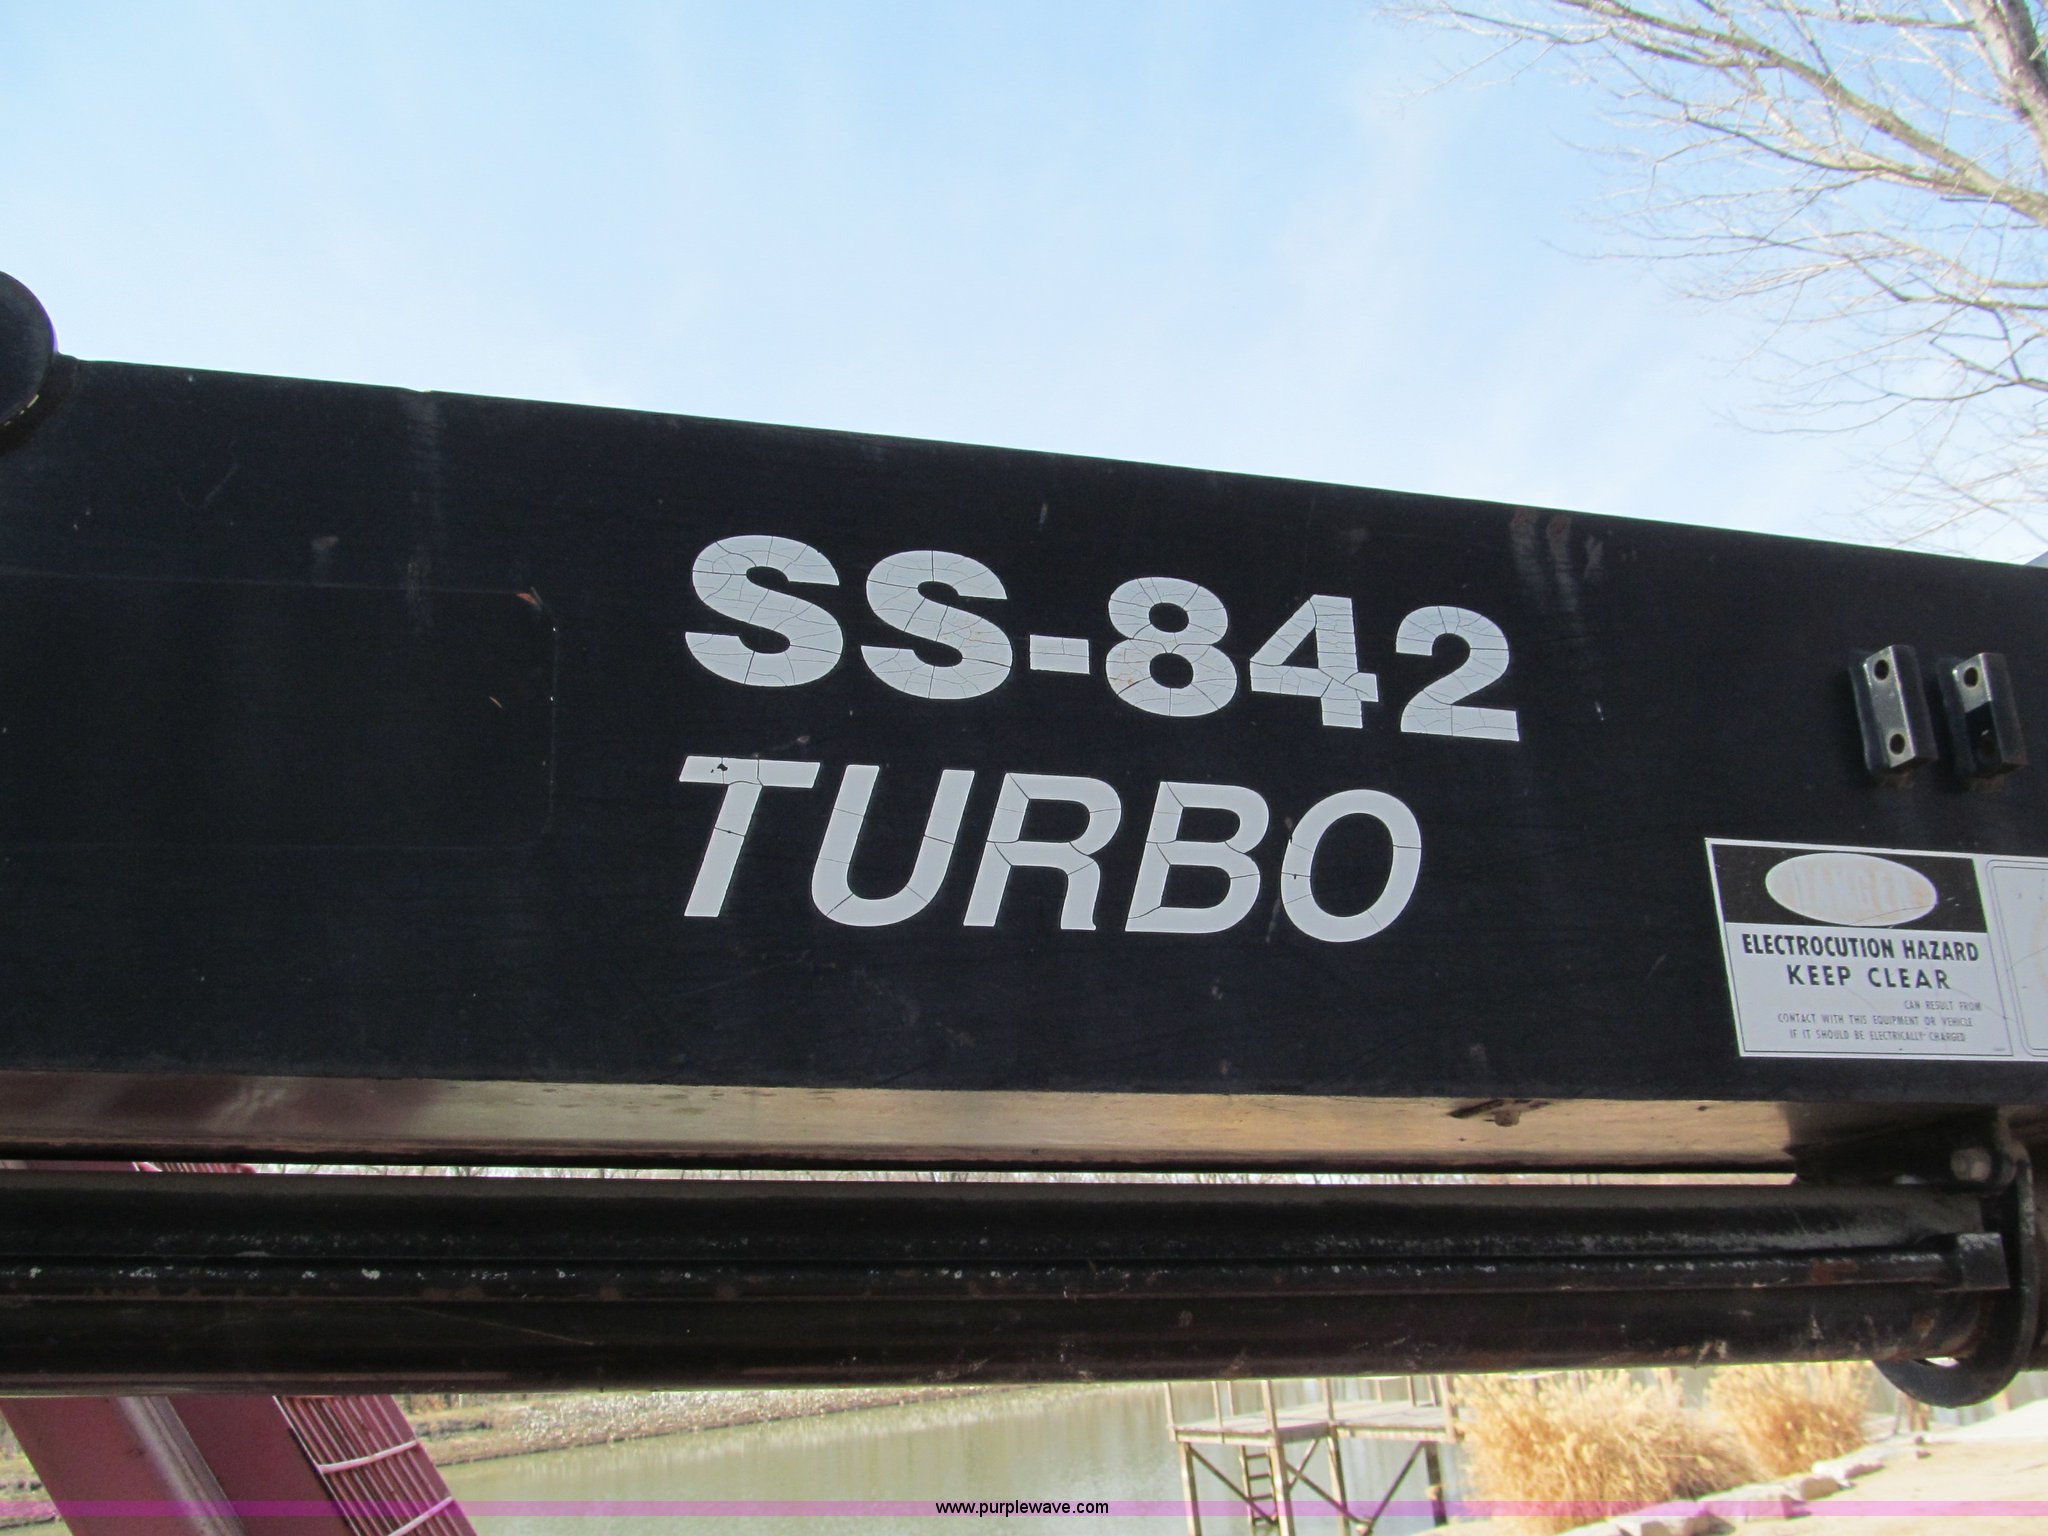 SS-842
TURBO
DANGER
ELECTROCUTION HAZARD
KEEP CLEAR
CAN RESULT FROM
CONTACT WITH THIS EQUIPMENT OR VEHICLE
IF IT SHOULD BE ELECTRICALLY CHARGED
www.purplewave.com